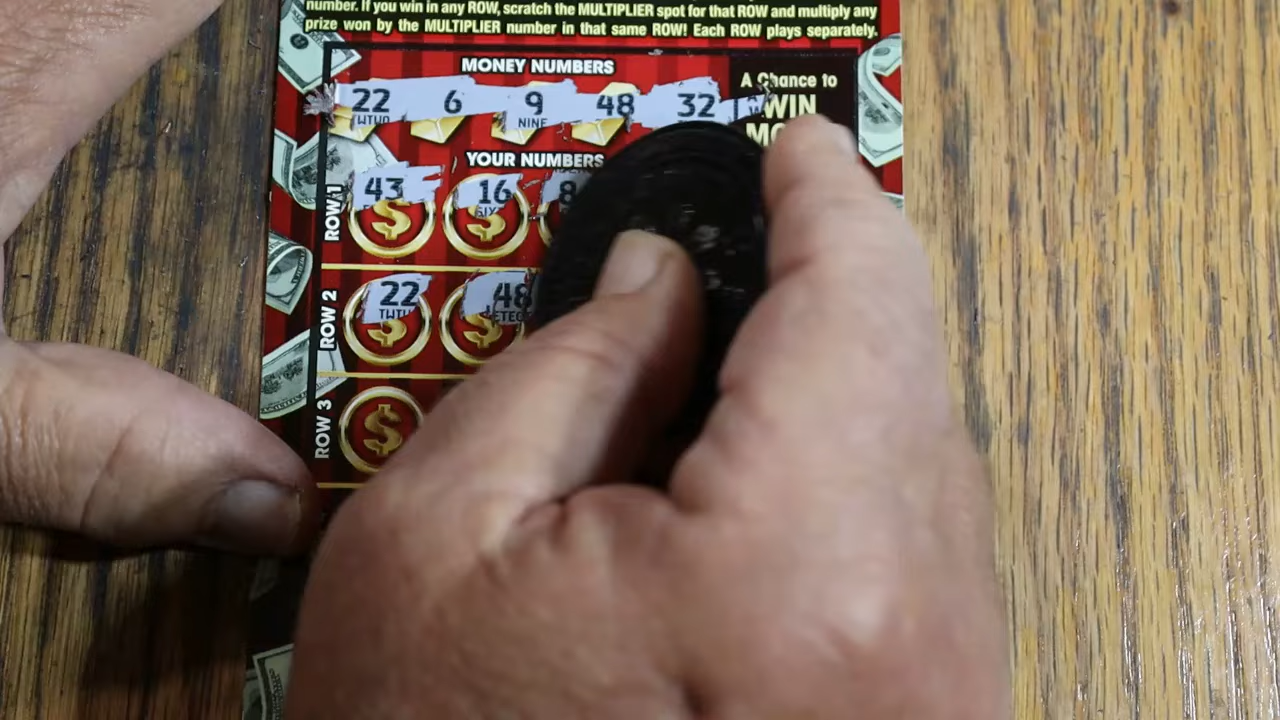 number. If you win in any ROW, scratch the MULTIPLIER spot for that ROW and multiply any
prize won by the MULTIPLIER number in that same ROW! Each ROW plays separately.
MONEY NUMBERS
A Chance to
22 6 9 48 32
WIN
NINE
YOUR NUMBERS
ROW 1
43 16 8
ROW 2
22 48
ROW 3